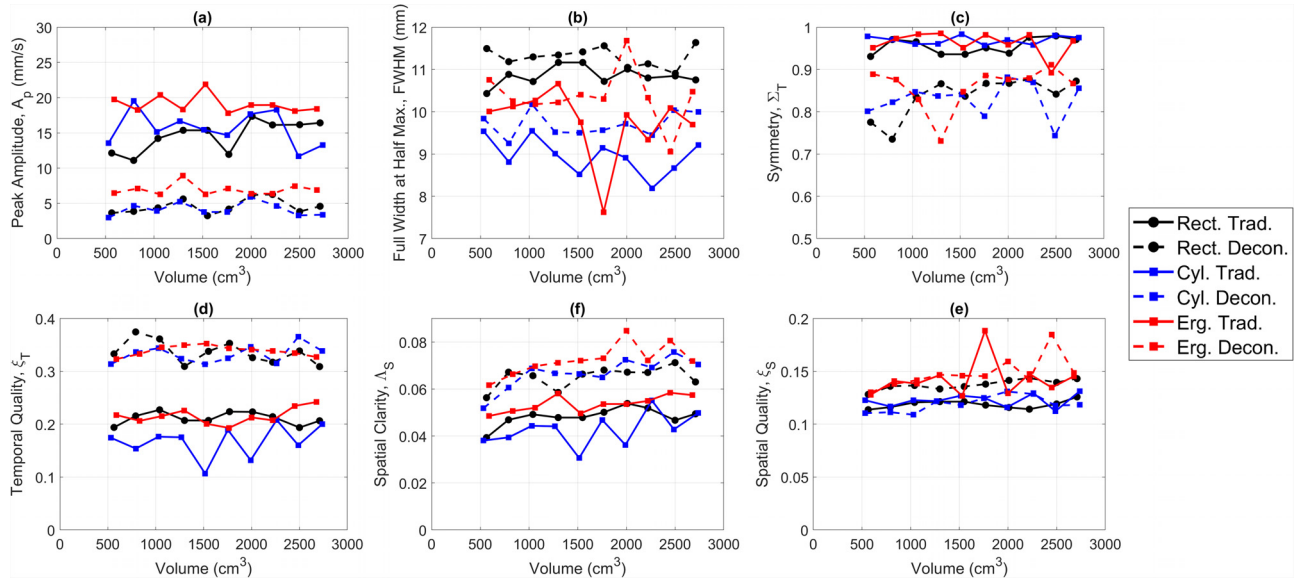 (a)
Peak Amplitude, A_p (mm/s)
30
25
20
15
10
5
0
0 500 1000 1500 2000 2500 3000
Volume (cm³)
(b)
Full Width at Half Max., FWHM (mm)
12
11
10
9
8
7
0 500 1000 1500 2000 2500 3000
Volume (cm³)
(c)
Symmetry, Σ_T
1
0.9
0.8
0.7
0.6
0.5
0 500 1000 1500 2000 2500 3000
Volume (cm³)
Rect. Trad.
Rect. Decon.
Cyl. Trad.
Cyl. Decon.
Erg. Trad.
Erg. Decon.
(d)
Temporal Quality, ξ_T
0.4
0.3
0.2
0.1
0
0 500 1000 1500 2000 2500 3000
Volume (cm³)
(f)
Spatial Clarity, Λ_S
0.08
0.06
0.04
0.02
0
0 500 1000 1500 2000 2500 3000
Volume (cm³)
(e)
Spatial Quality, ξ_S
0.2
0.15
0.1
0.05
0
0 500 1000 1500 2000 2500 3000
Volume (cm³)